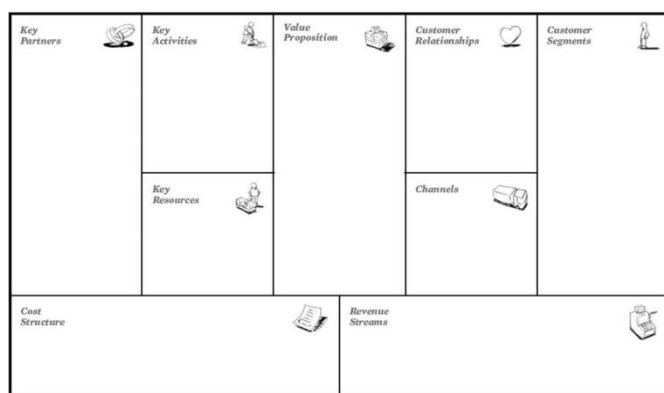 Key
Partners
Key
Activities
Value
Proposition
Customer
Relationships
Customer
Segments
Key
Resources
Channels
Cost
Structure
Revenue
Streams